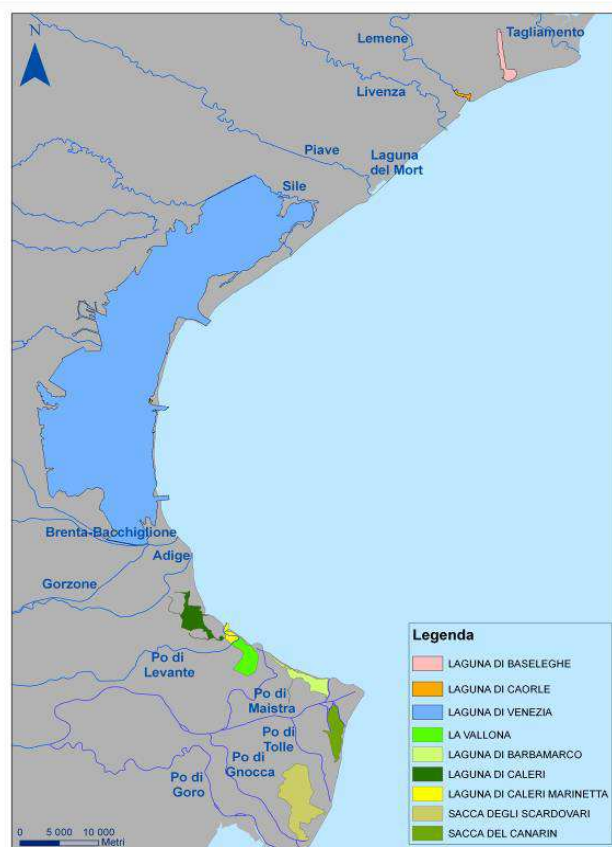 N
Tagliamento
Lemene
Livenza
Piave
Laguna
del Mort
Sile
Brenta-Bacchiglione
Adige
Gorzone
Po di
Levante
Po di
Maistra
Po di
Tolle
Po di
Gnocca
Po di
Goro
Legenda
LAGUNA DI BASELEGHE
LAGUNA DI CAORLE
LAGUNA DI VENEZIA
LA VALLONA
LAGUNA DI BARBAMARCO
LAGUNA DI CALERI
LAGUNA DI CALERI MARINETTA
SACCA DEGLI SCARDOVARI
SACCA DEL CANARIN
0 5 000 10 000
Metri